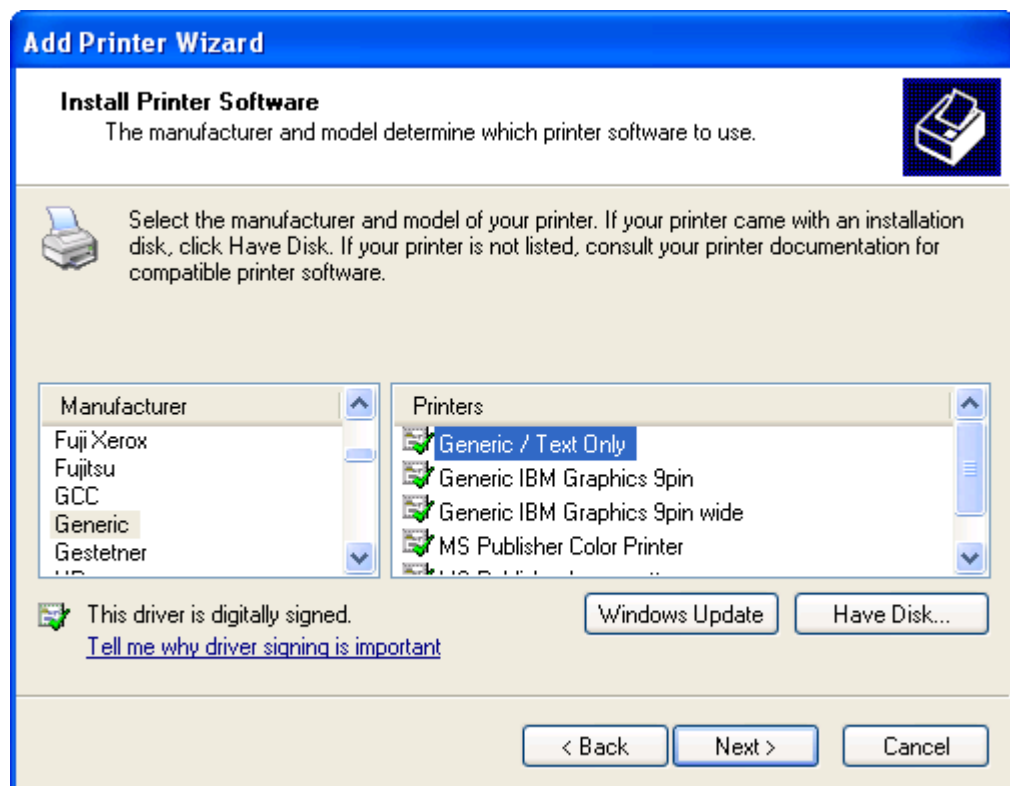 Add Printer Wizard
Install Printer Software
The manufacturer and model determine which printer software to use.
Select the manufacturer and model of your printer. If your printer came with an installation
disk, click Have Disk. If your printer is not listed, consult your printer documentation for
compatible printer software.
Manufacturer
Fuji Xerox
Fujitsu
GCC
Generic
Gestetner
Printers
Generic / Text Only
Generic IBM Graphics 9pin
Generic IBM Graphics 9pin wide
MS Publisher Color Printer
This driver is digitally signed.
Tell me why driver signing is important
Windows Update
Have Disk...
< Back
Next >
Cancel